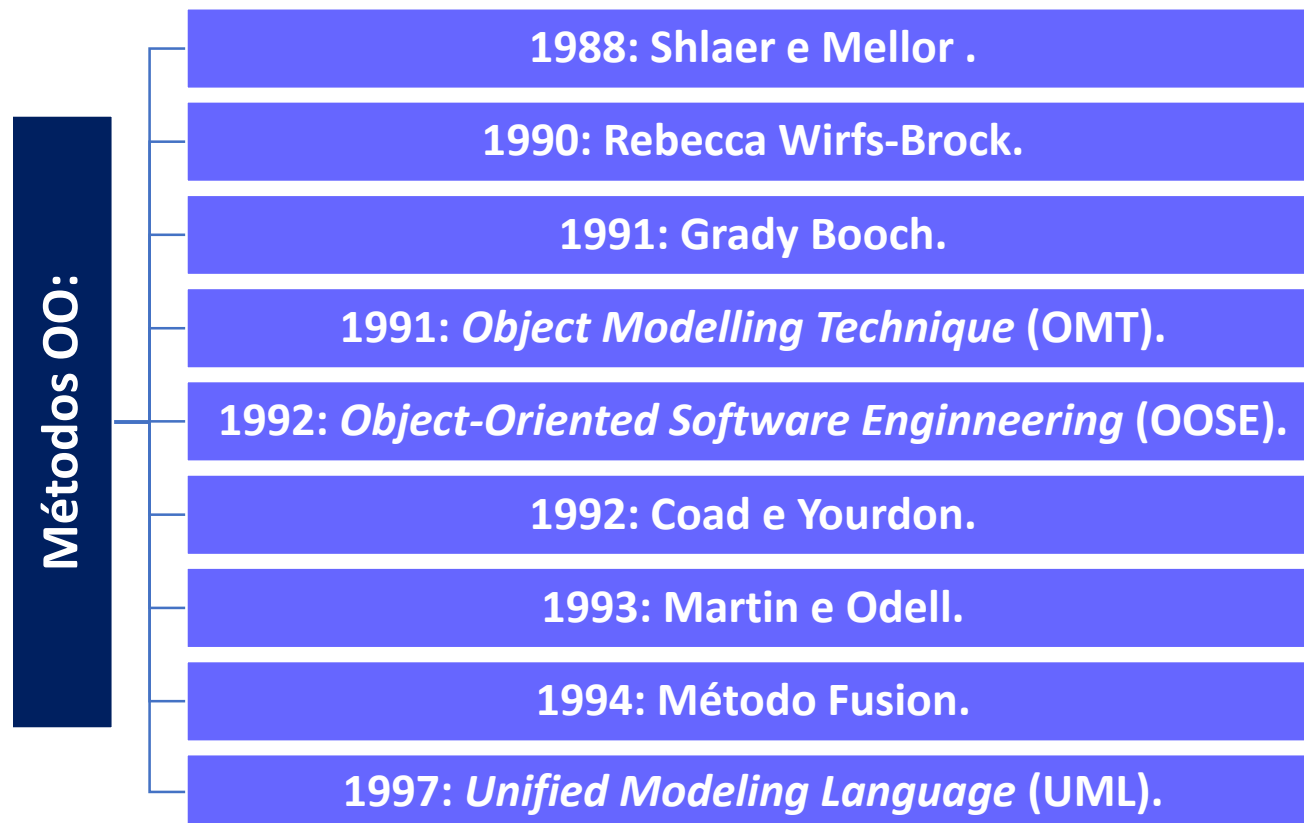 Métodos OO:
1988: Shlaer e Mellor .
1990: Rebecca Wirfs-Brock.
1991: Grady Booch.
1991: Object Modelling Technique (OMT).
1992: Object-Oriented Software Enginneering (OOSE).
1992: Coad e Yourdon.
1993: Martin e Odell.
1994: Método Fusion.
1997: Unified Modeling Language (UML).